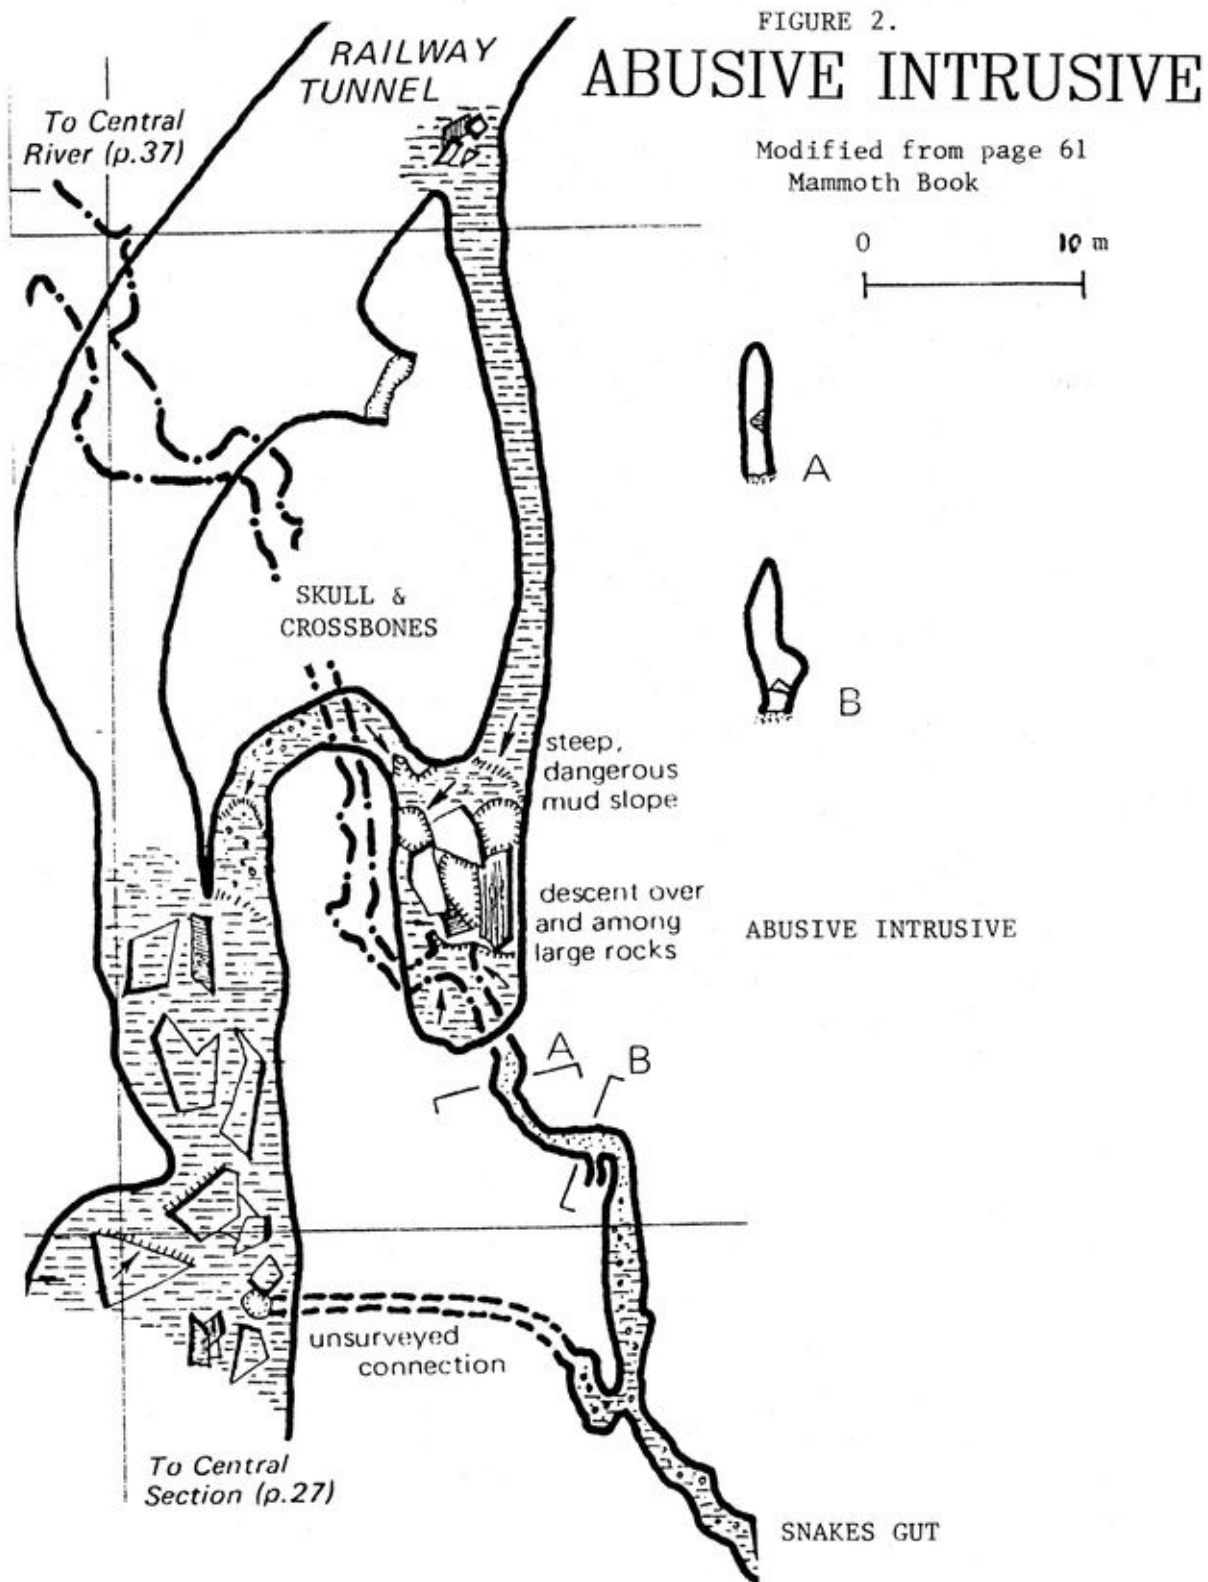 FIGURE 2.
ABUSIVE INTRUSIVE
Modified from page 61
Mammoth Book
0 10 m
RAILWAY
TUNNEL
To Central
River (p.37)
A
B
SKULL &
CROSSBONES
steep,
dangerous
mud slope
descent over
and among
large rocks
ABUSIVE INTRUSIVE
A
B
unsurveyed
connection
To Central
Section (p.27)
SNAKES GUT